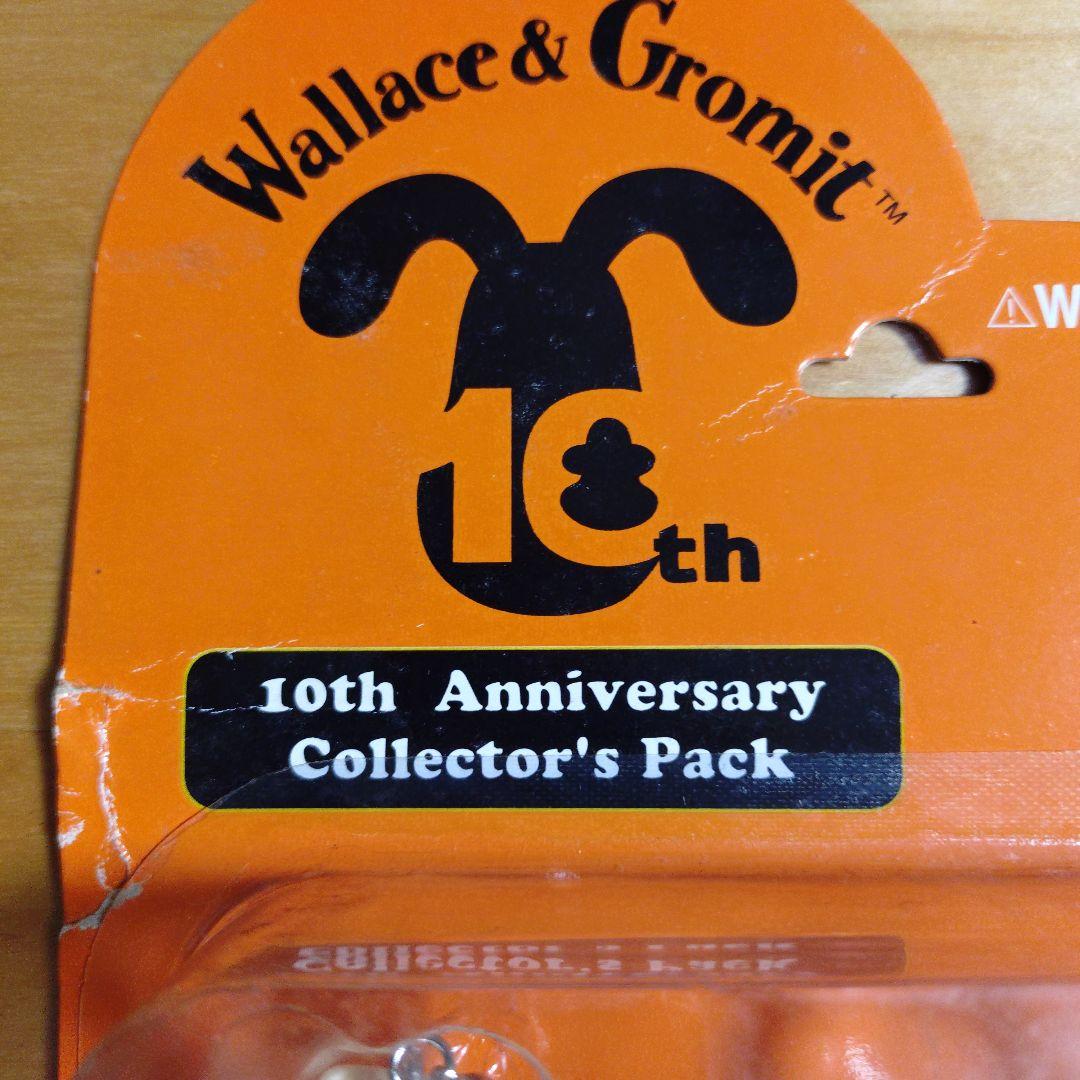 Wallace & Gromit™
10th
⚠W
10th Anniversary
Collector's Pack